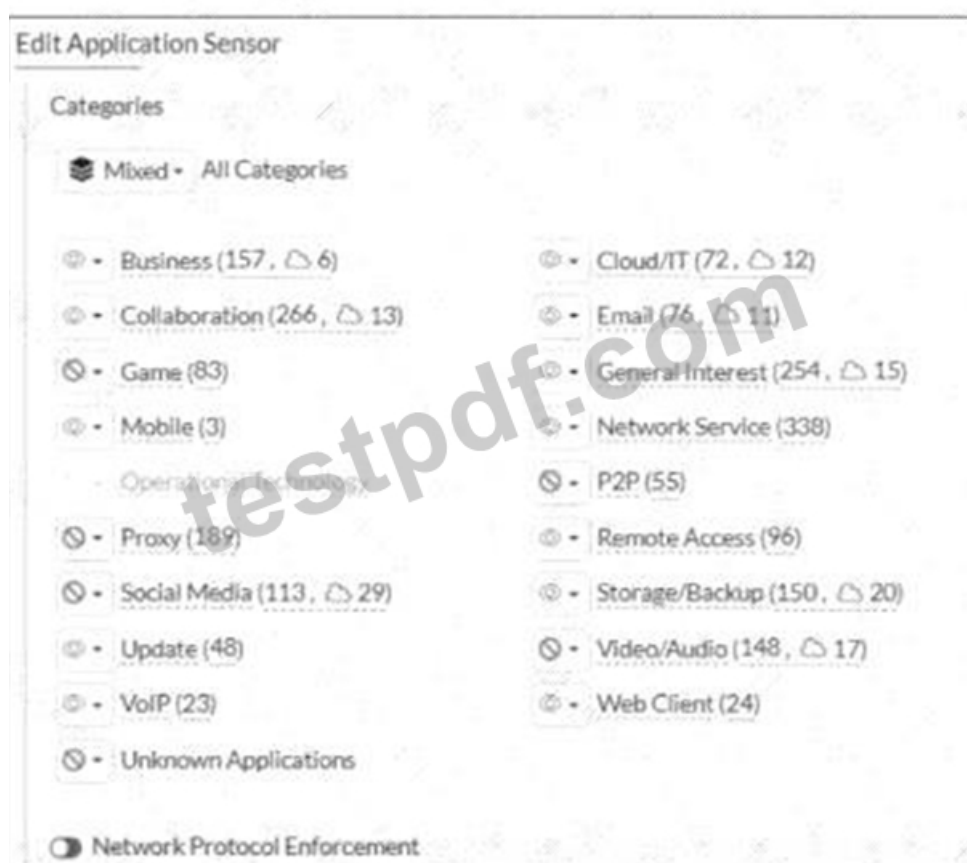 Edit Application Sensor
Categories
Mixed All Categories
Business (157, 6) Cloud/IT (72, 12)
Collaboration (266, 13) Email (76, 11)
Game (83) General Interest (254, 15)
Mobile (3) Network Service (338)
Operational Technology P2P (55)
Proxy (189) Remote Access (96)
Social Media (113, 29) Storage/Backup (150, 20)
Update (48) Video/Audio (148, 17)
VoIP (23) Web Client (24)
Unknown Applications
Network Protocol Enforcement
testpdf.com